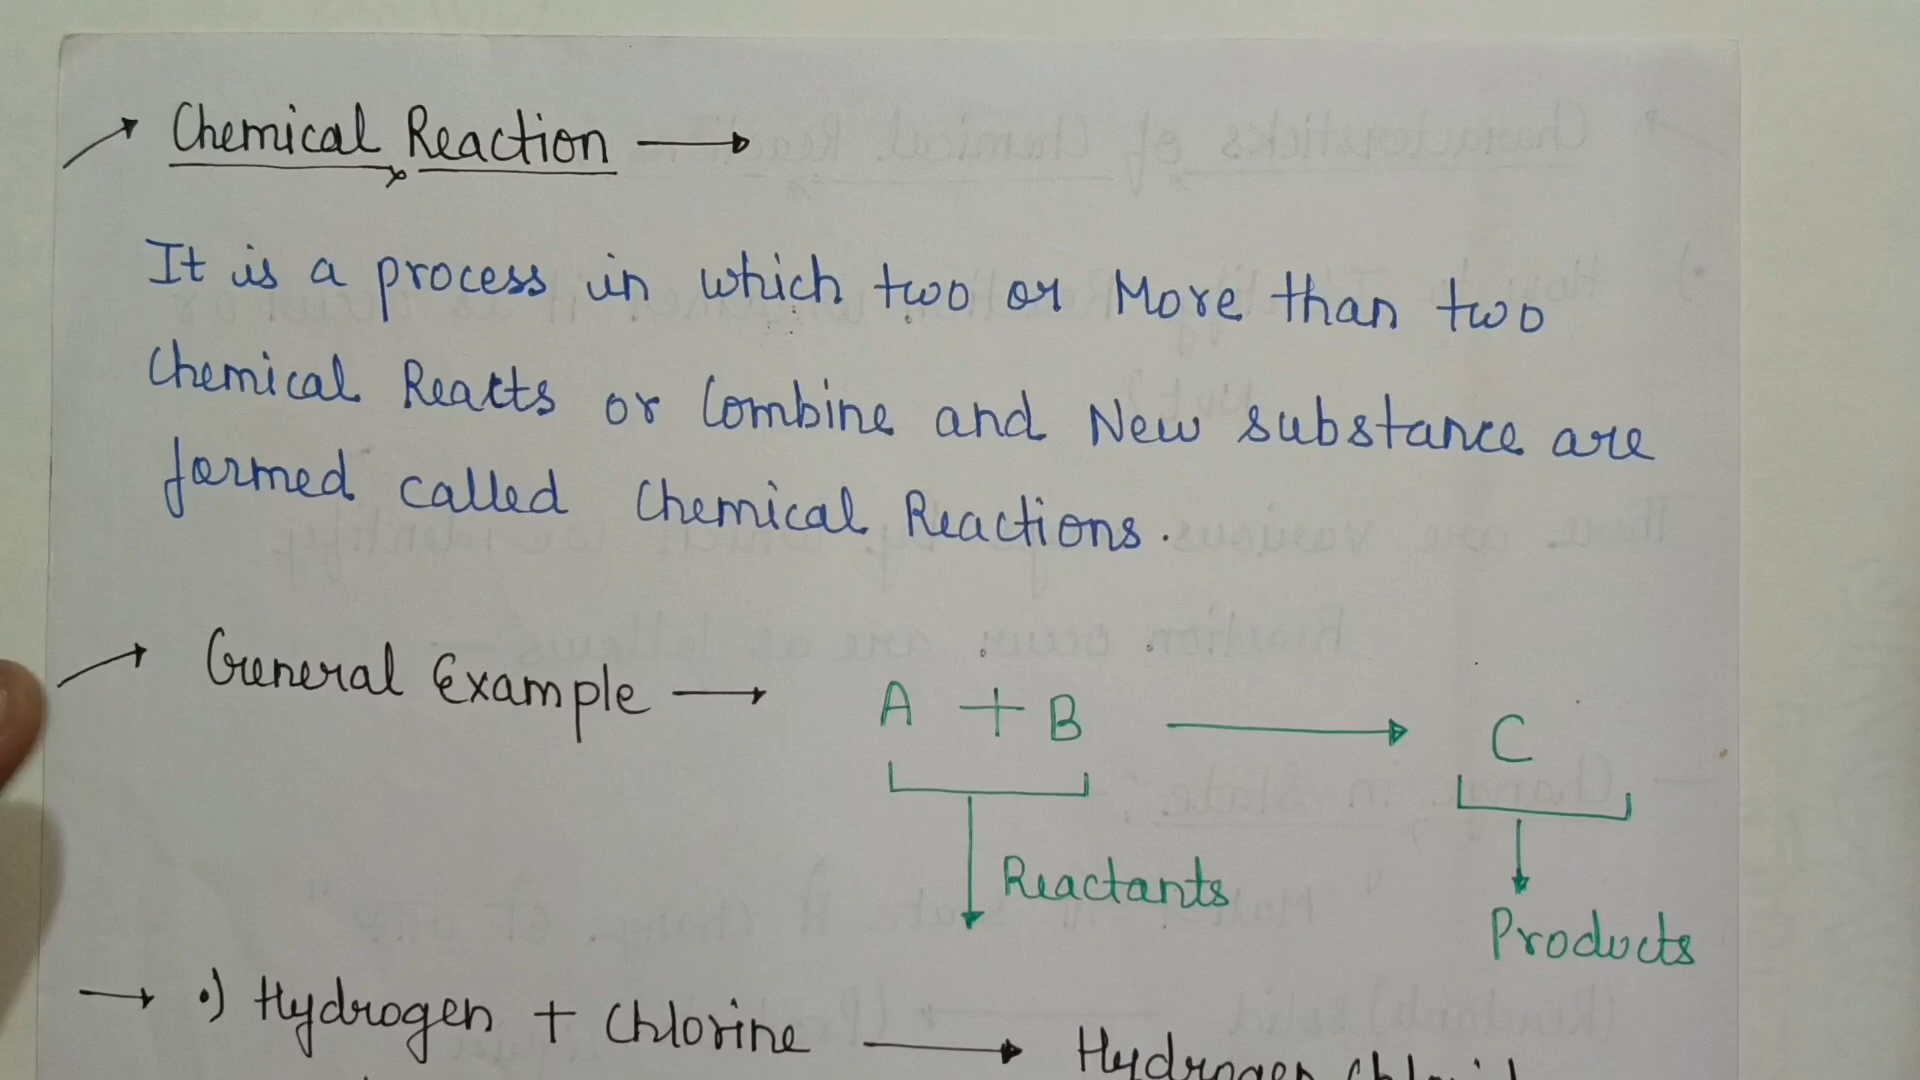 Chemical Reaction
It is a process in which two or More than two
Chemical Reacts or Combine and New substance are
formed called Chemical Reactions.
General Example → A + B → C
Reactants
Products
→ •) Hydrogen + Chlorine → Hydrogen